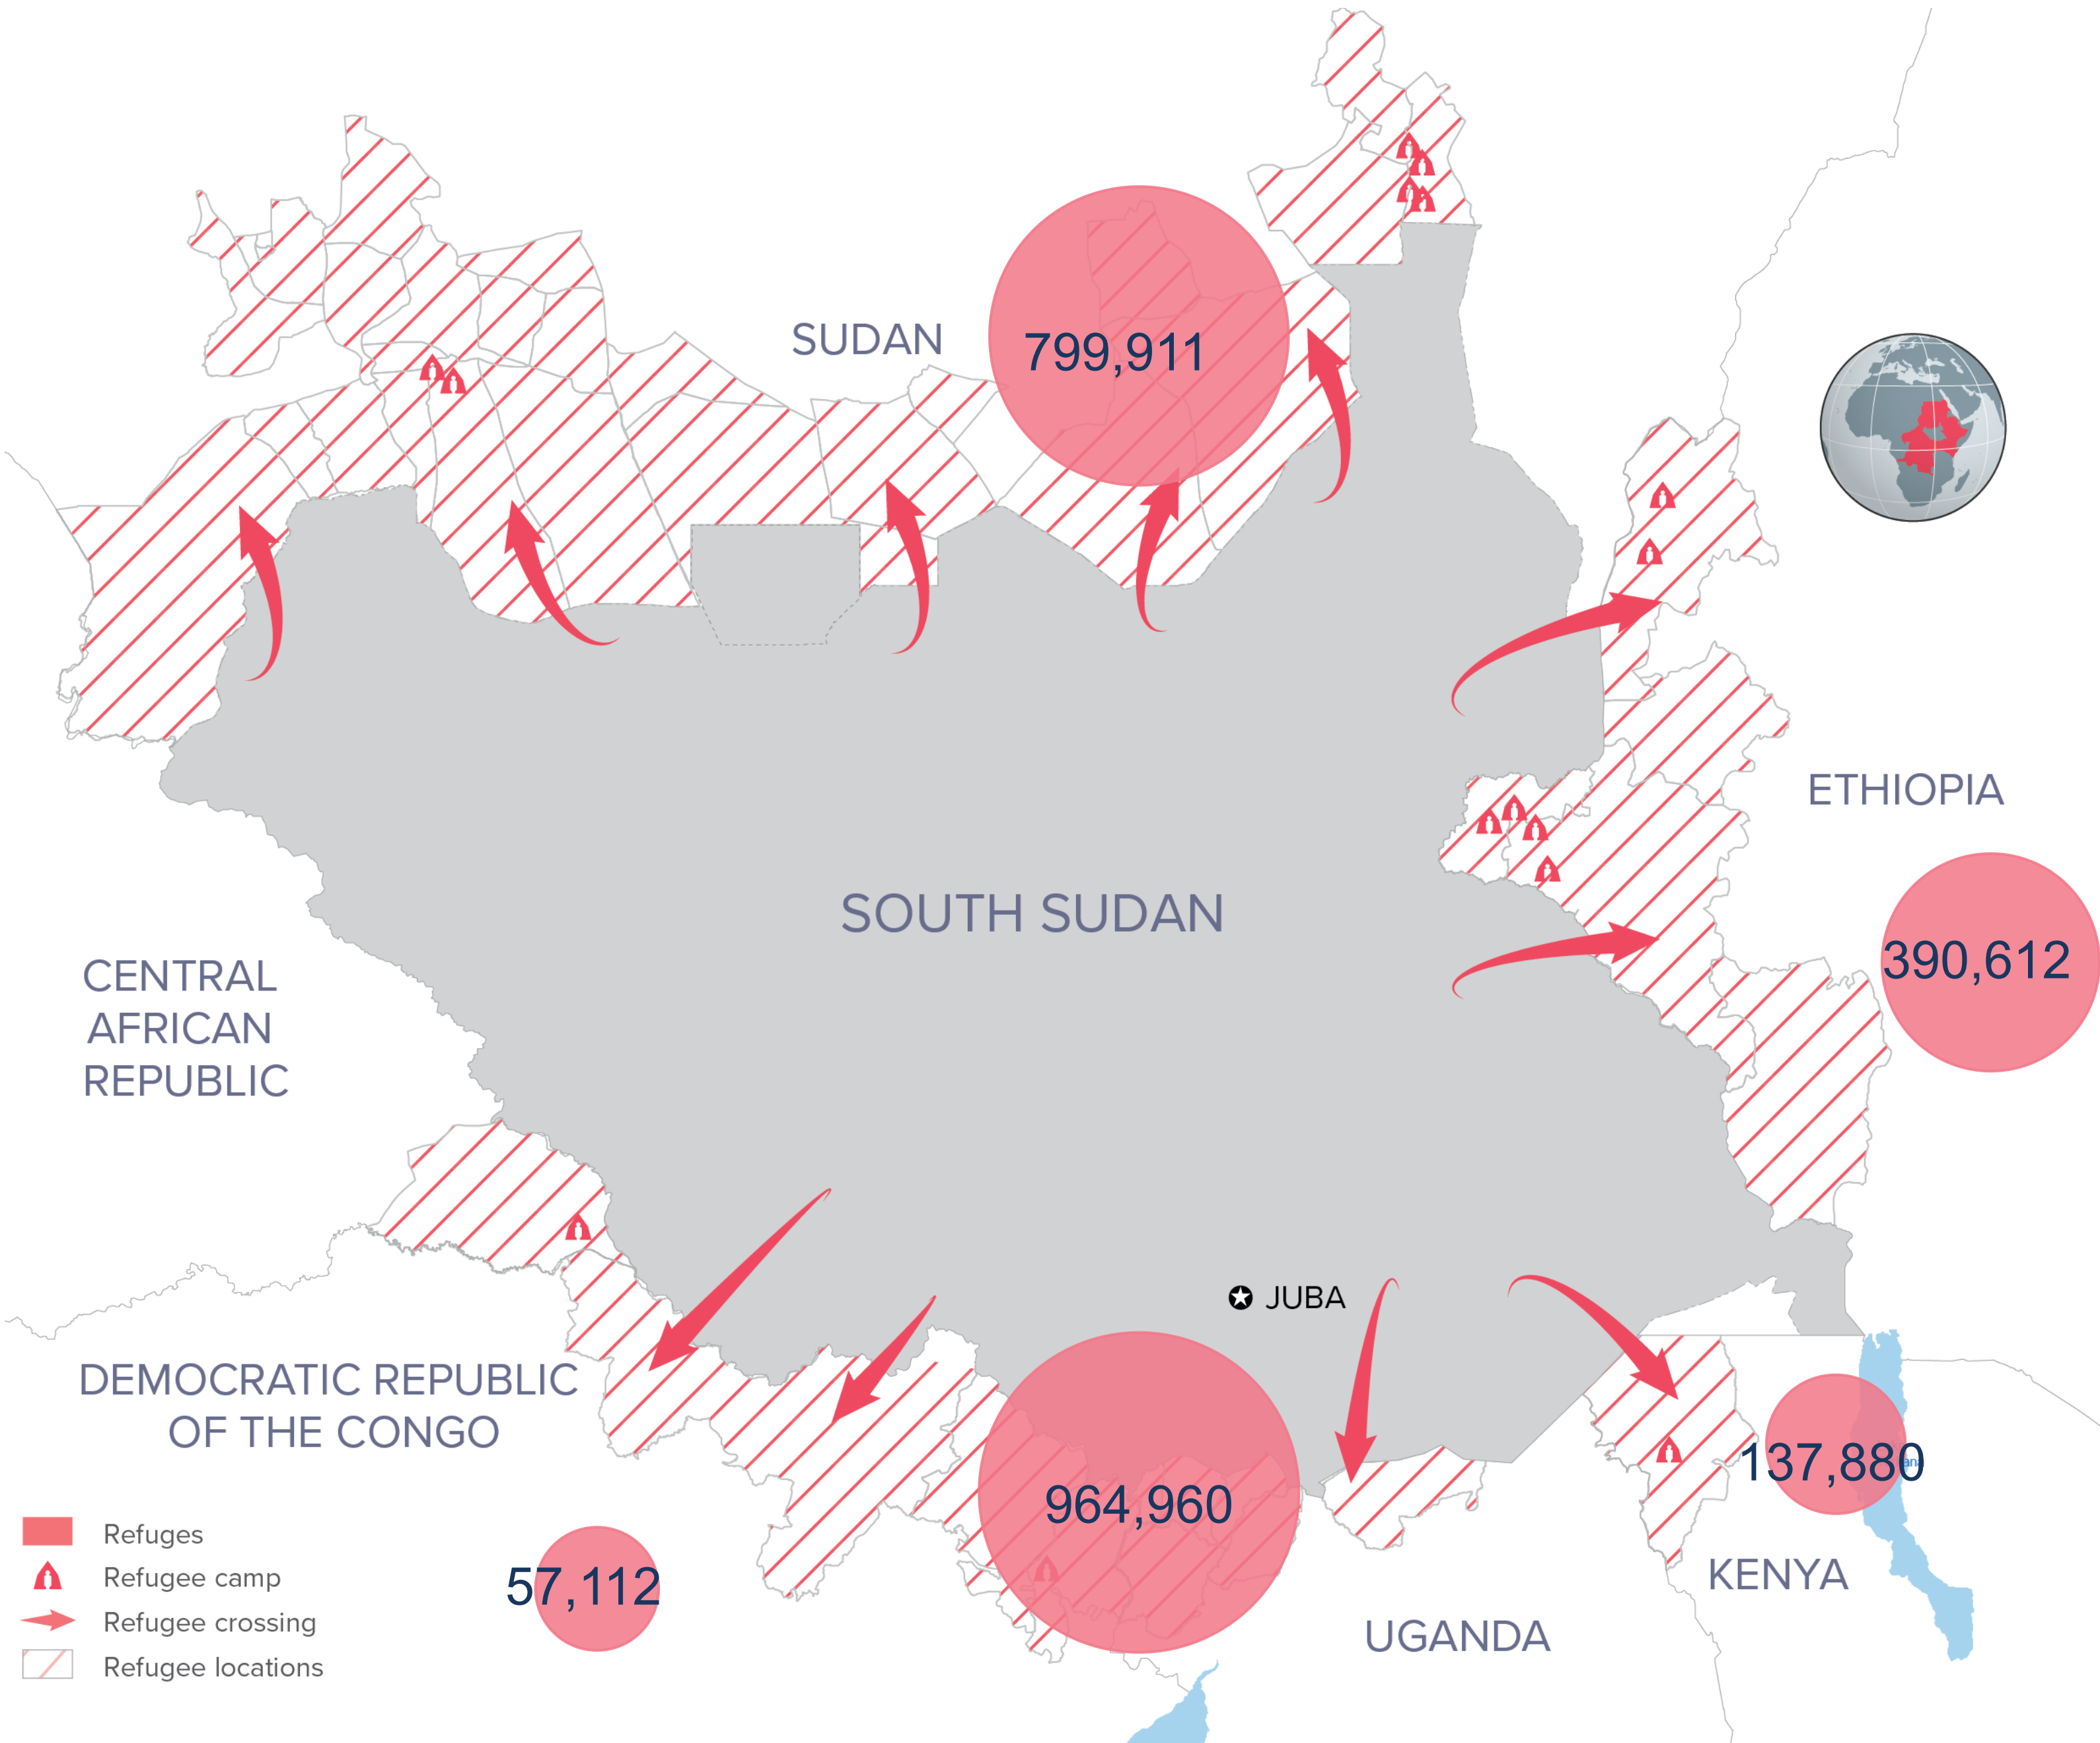 SUDAN
799,911
ETHIOPIA
SOUTH SUDAN
390,612
CENTRAL
AFRICAN
REPUBLIC
JUBA
DEMOCRATIC REPUBLIC
OF THE CONGO
137,880
964,960
57,112
KENYA
UGANDA
Refuges
Refugee camp
Refugee crossing
Refugee locations